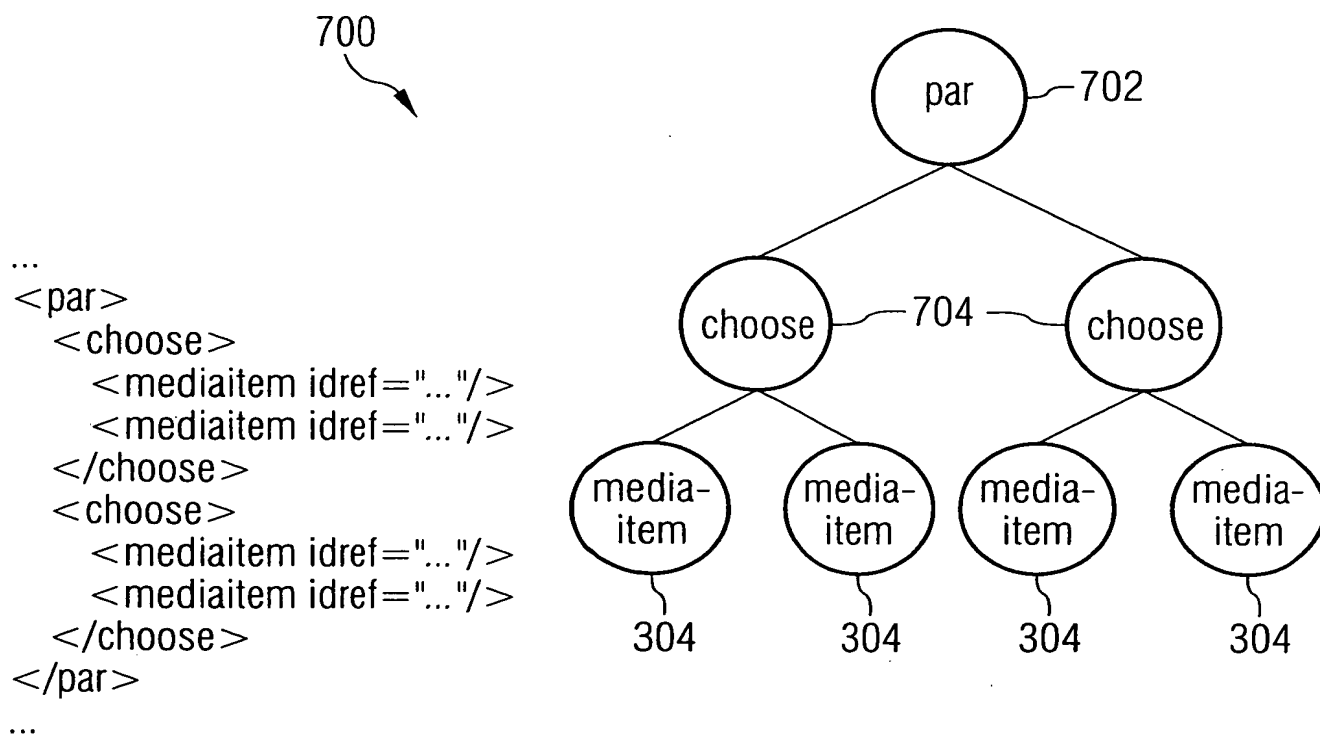 700
par
702
...
<par>
<choose>
<mediaitem idref="..."/>
<mediaitem idref="..."/>
</choose>
<choose>
<mediaitem idref="..."/>
<mediaitem idref="..."/>
</choose>
</par>
...
choose
704
choose
media-
item
media-
item
media-
item
media-
item
304
304
304
304